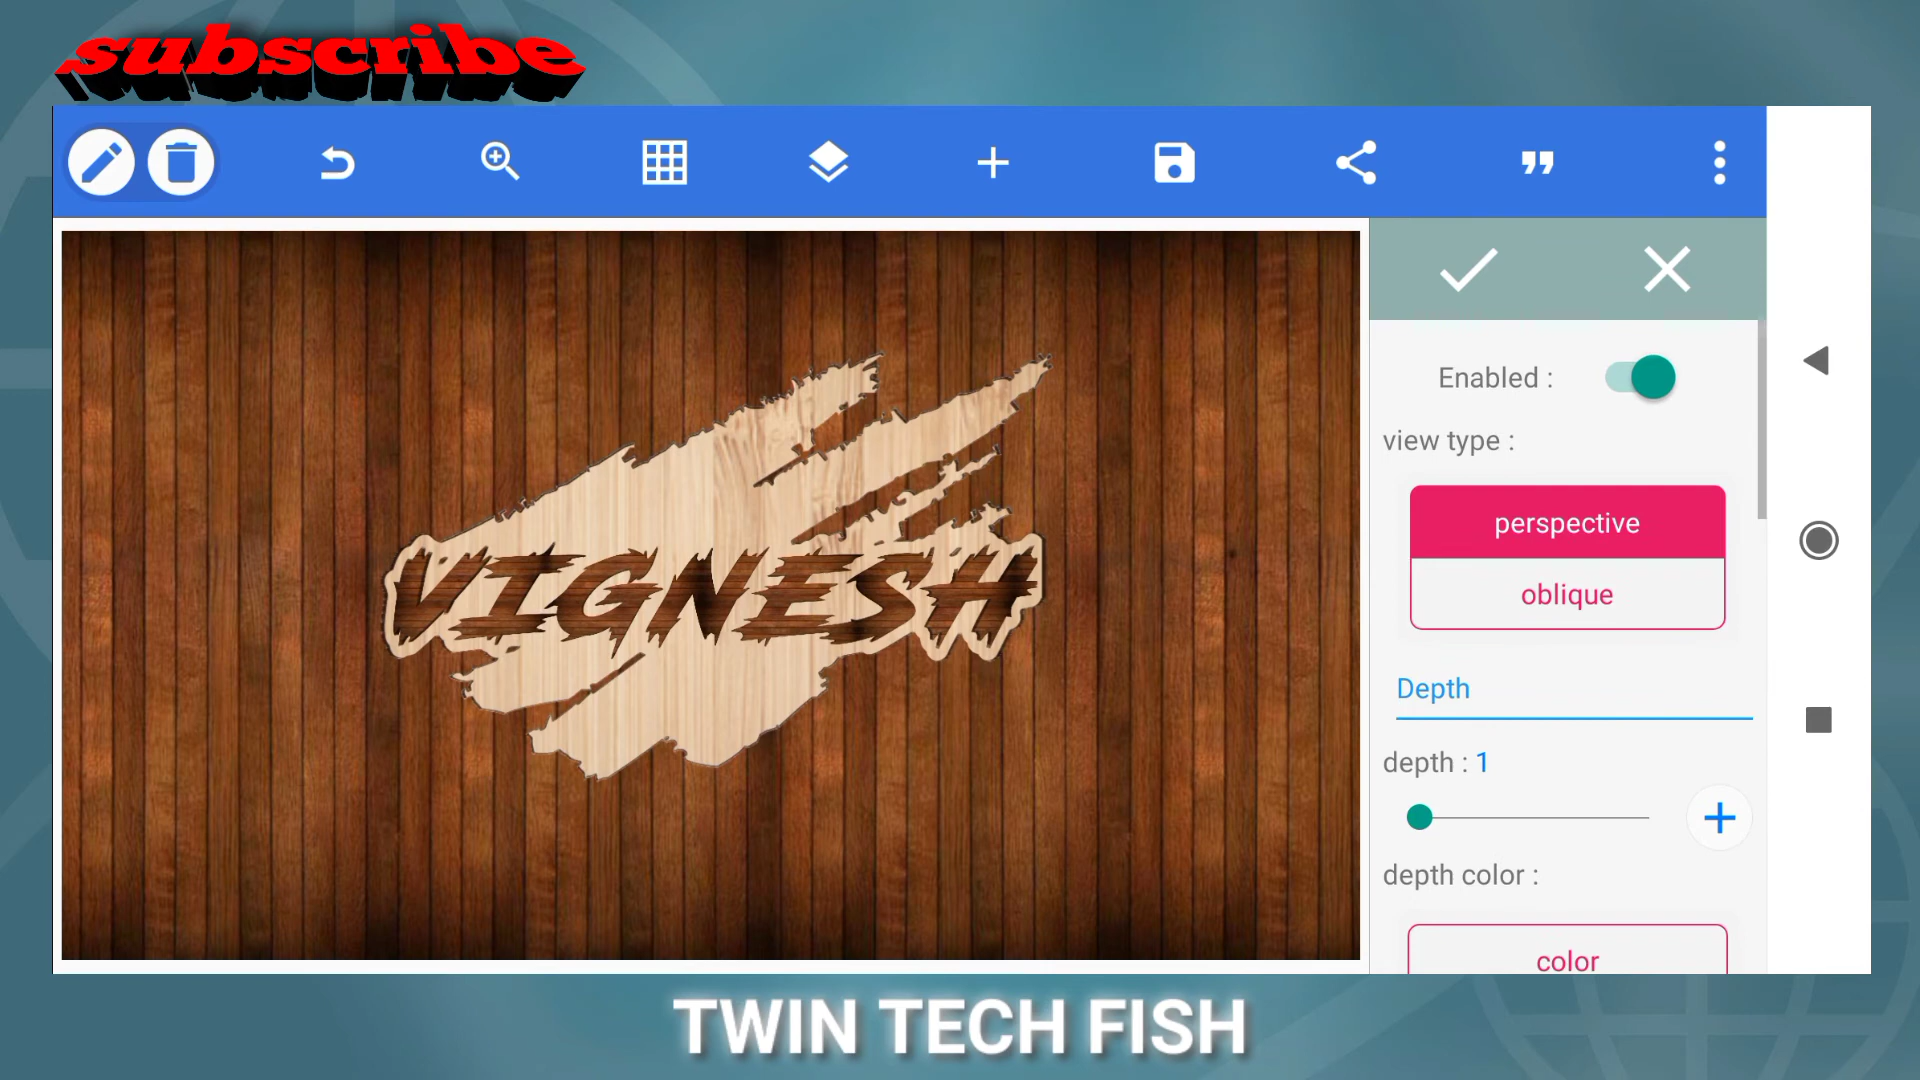 subscribe
Enabled :
view type :
perspective
oblique
VIGNESH
Depth
depth : 1
depth color :
color
TWIN TECH FISH